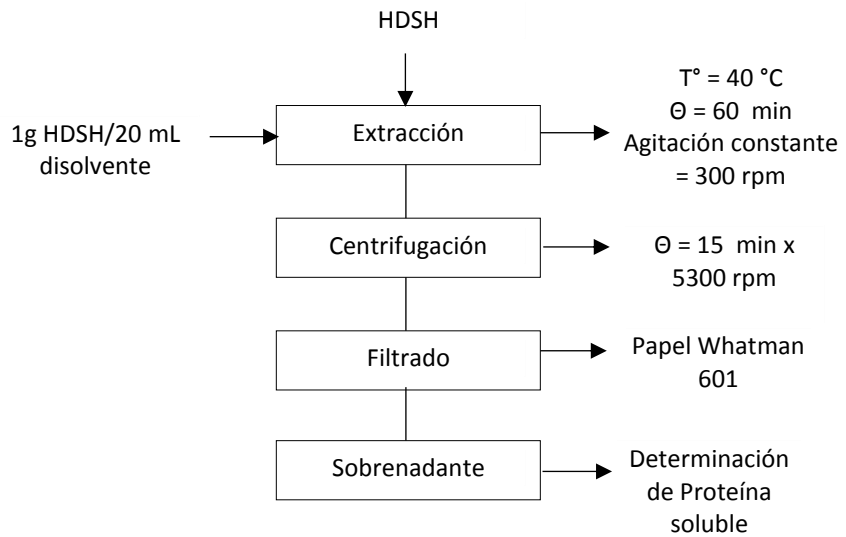 HDSH
1g HDSH/20 mL
disolvente
Extracción
T° = 40 °C
Θ = 60  min
Agitación constante
= 300 rpm
Centrifugación
Θ = 15  min x
5300 rpm
Filtrado
Papel Whatman
601
Sobrenadante
Determinación
de Proteína
soluble